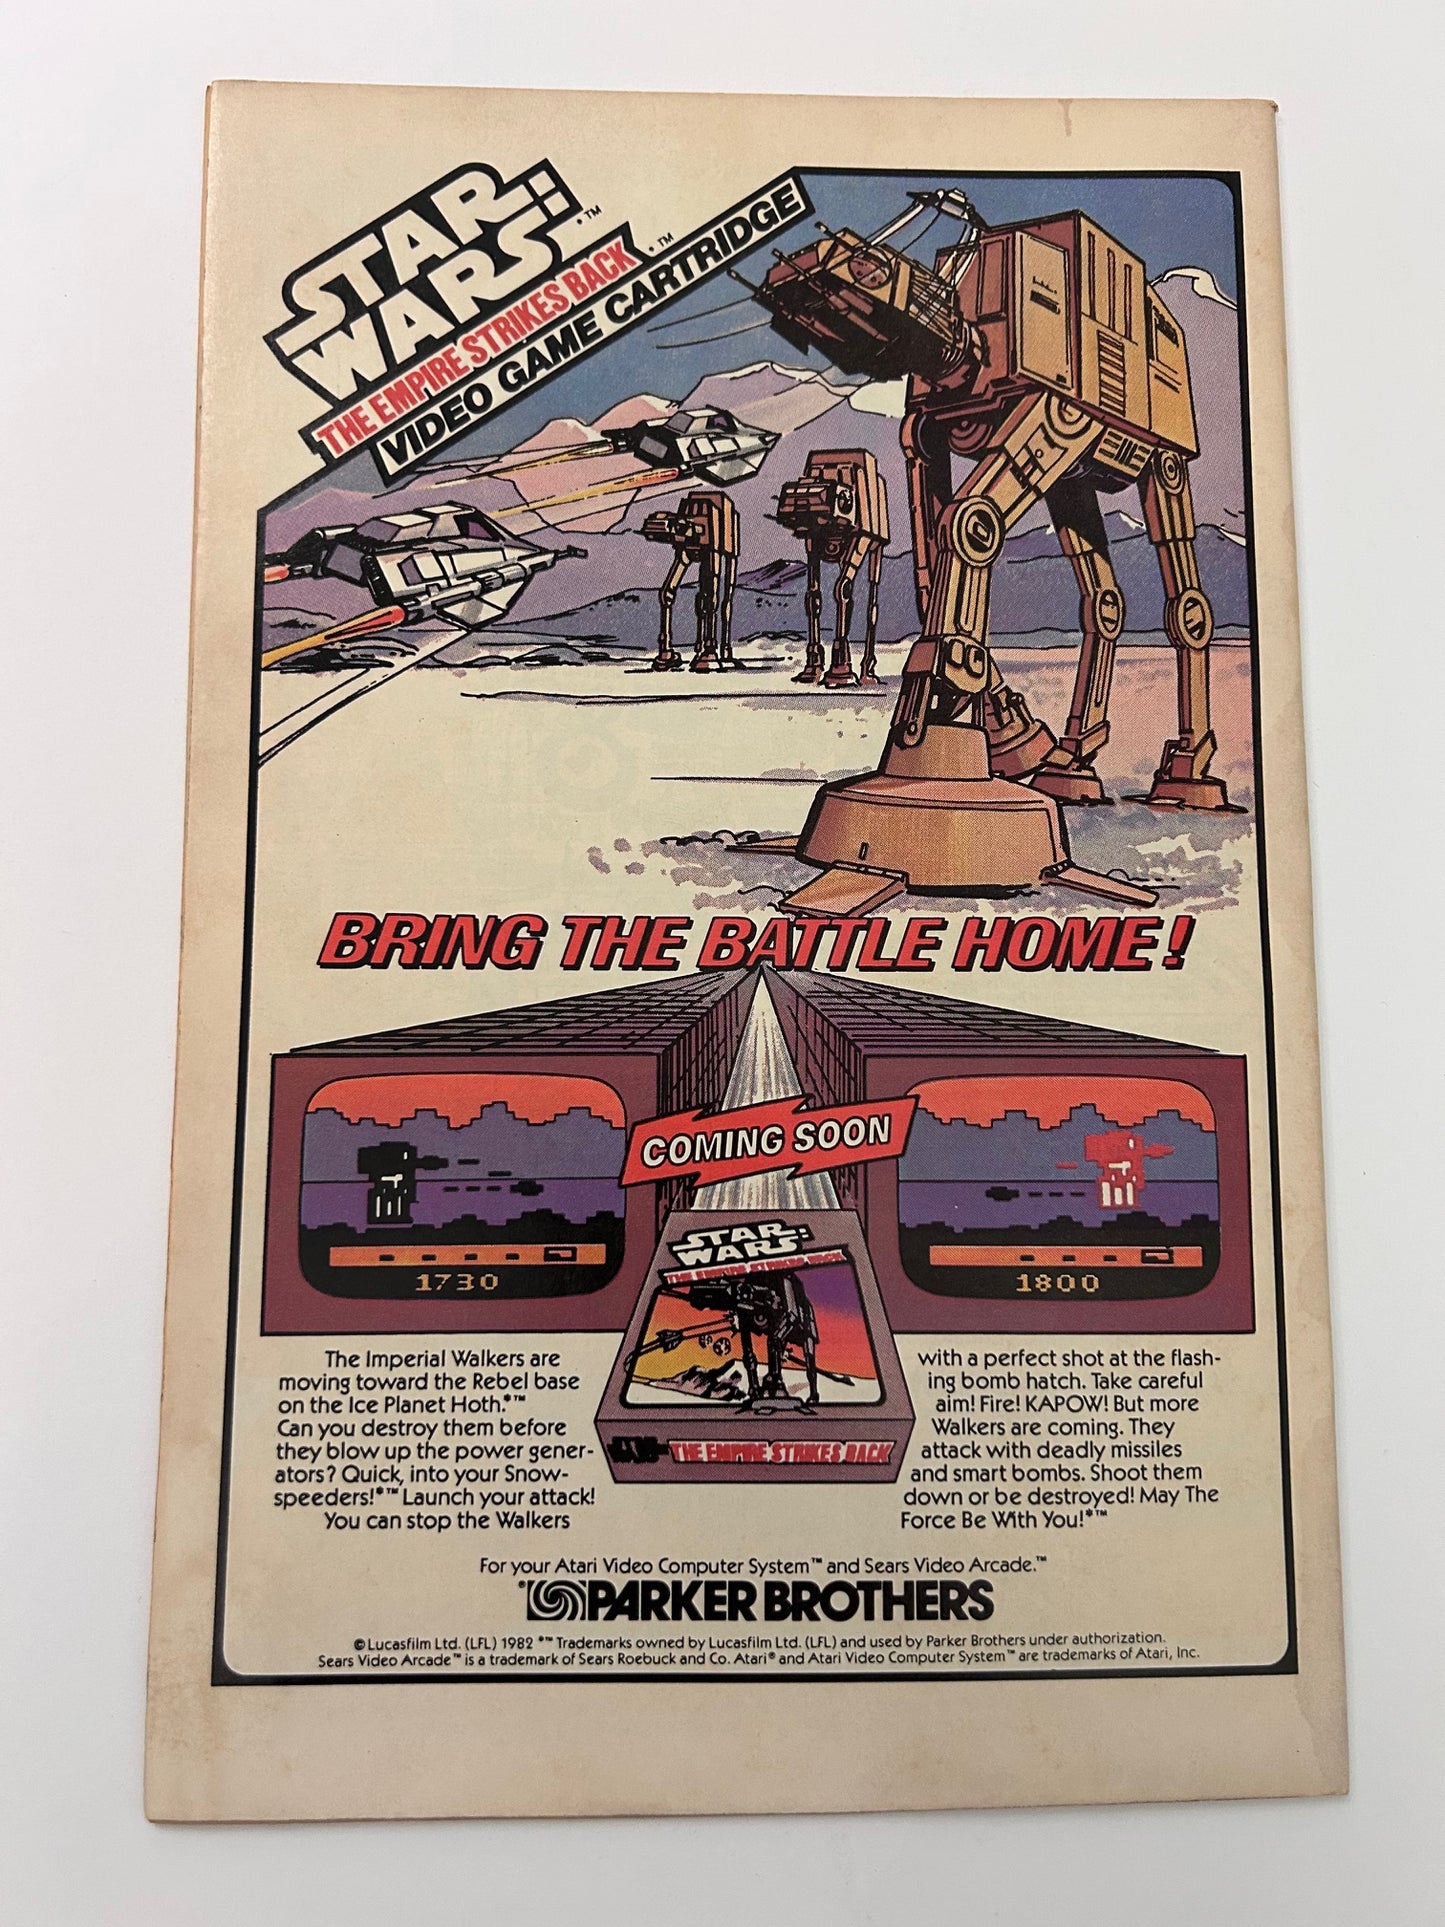 STAR
WARS:™
THE EMPIRE STRIKES BACK™
VIDEO GAME CARTRIDGE
BRING THE BATTLE HOME!
COMING SOON
1730
1800
STAR
WARS:
THE EMPIRE STRIKES BACK
THE EMPIRE STRIKES BACK
The Imperial Walkers are
moving toward the Rebel base
on the Ice Planet Hoth.*™
Can you destroy them before
they blow up the power gener-
ators? Quick, into your Snow-
speeders!*™ Launch your attack!
You can stop the Walkers
with a perfect shot at the flash-
ing bomb hatch. Take careful
aim! Fire! KAPOW! But more
Walkers are coming. They
attack with deadly missiles
and smart bombs. Shoot them
down or be destroyed! May The
Force Be With You!*™
For your Atari Video Computer System™ and Sears Video Arcade.™
®PARKER BROTHERS
©Lucasfilm Ltd. (LFL) 1982 *™Trademarks owned by Lucasfilm Ltd. (LFL) and used by Parker Brothers under authorization.
Sears Video Arcade™ is a trademark of Sears Roebuck and Co. Atari® and Atari Video Computer System™ are trademarks of Atari, Inc.